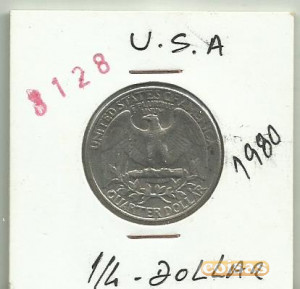 U.S.A
8128
UNITED STATES OF AMERICA
E PLURIBUS UNUM
QUARTER DOLLAR
1980
1/4 - DOLLAR